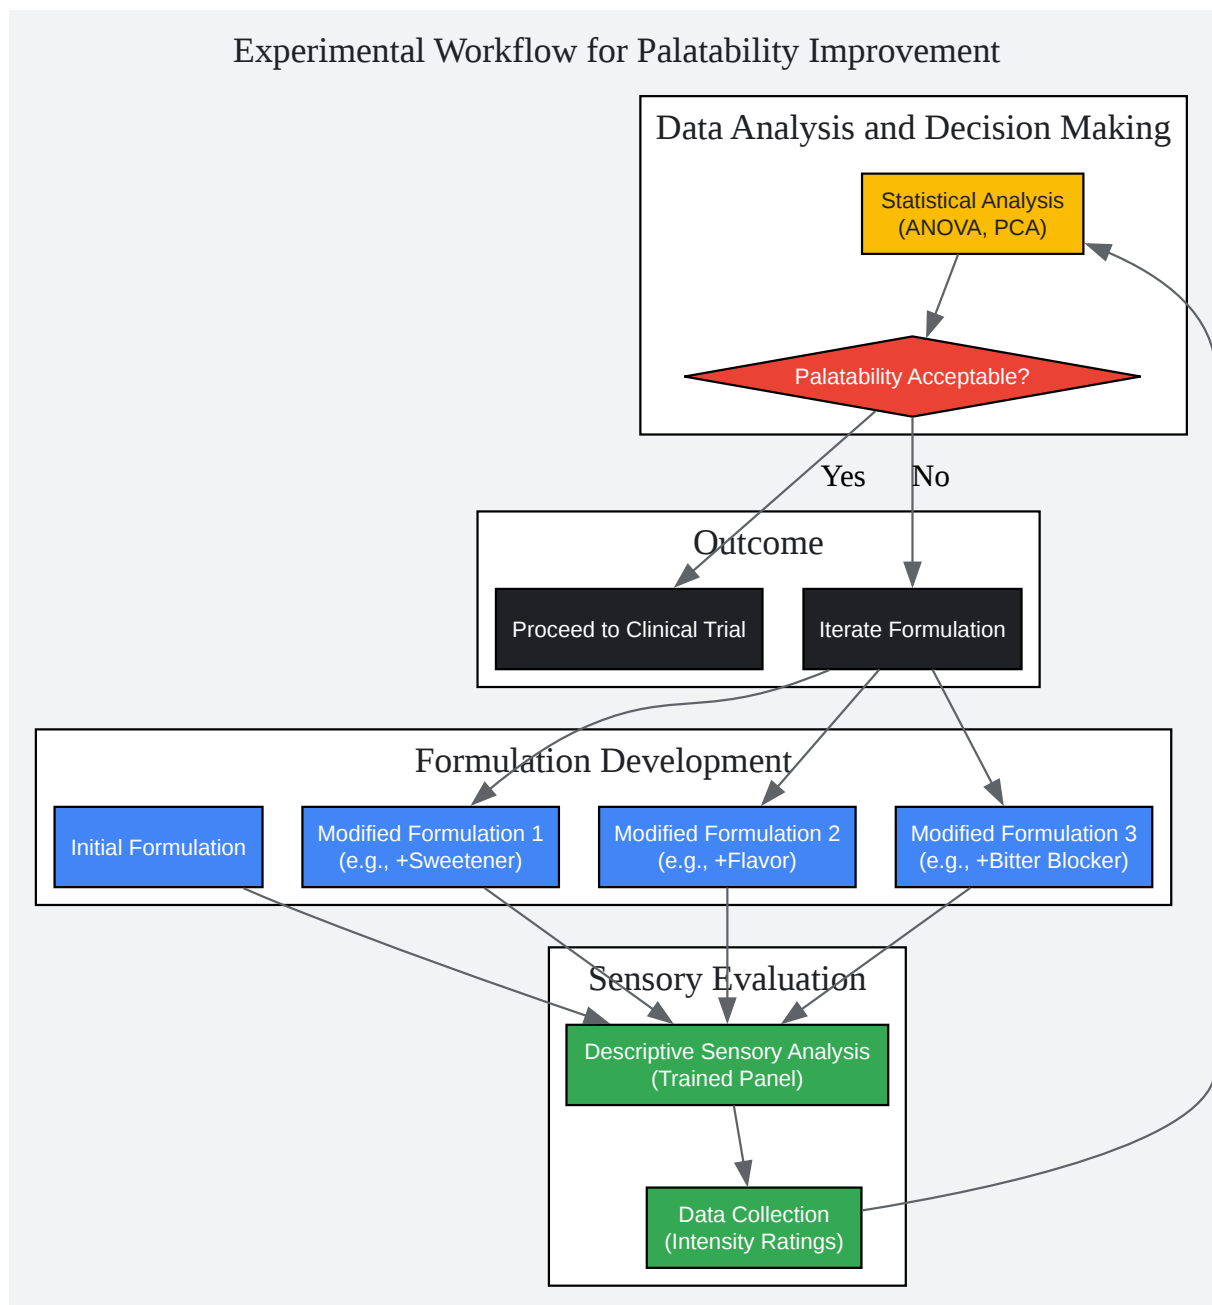 Experimental Workflow for Palatability Improvement
Data Analysis and Decision Making
Statistical Analysis
(ANOVA, PCA)
Palatability Acceptable?
Yes
No
Outcome
Proceed to Clinical Trial
Iterate Formulation
Formulation Development
Initial Formulation
Modified Formulation 1
(e.g., +Sweetener)
Modified Formulation 2
(e.g., +Flavor)
Modified Formulation 3
(e.g., +Bitter Blocker)
Sensory Evaluation
Descriptive Sensory Analysis
(Trained Panel)
Data Collection
(Intensity Ratings)